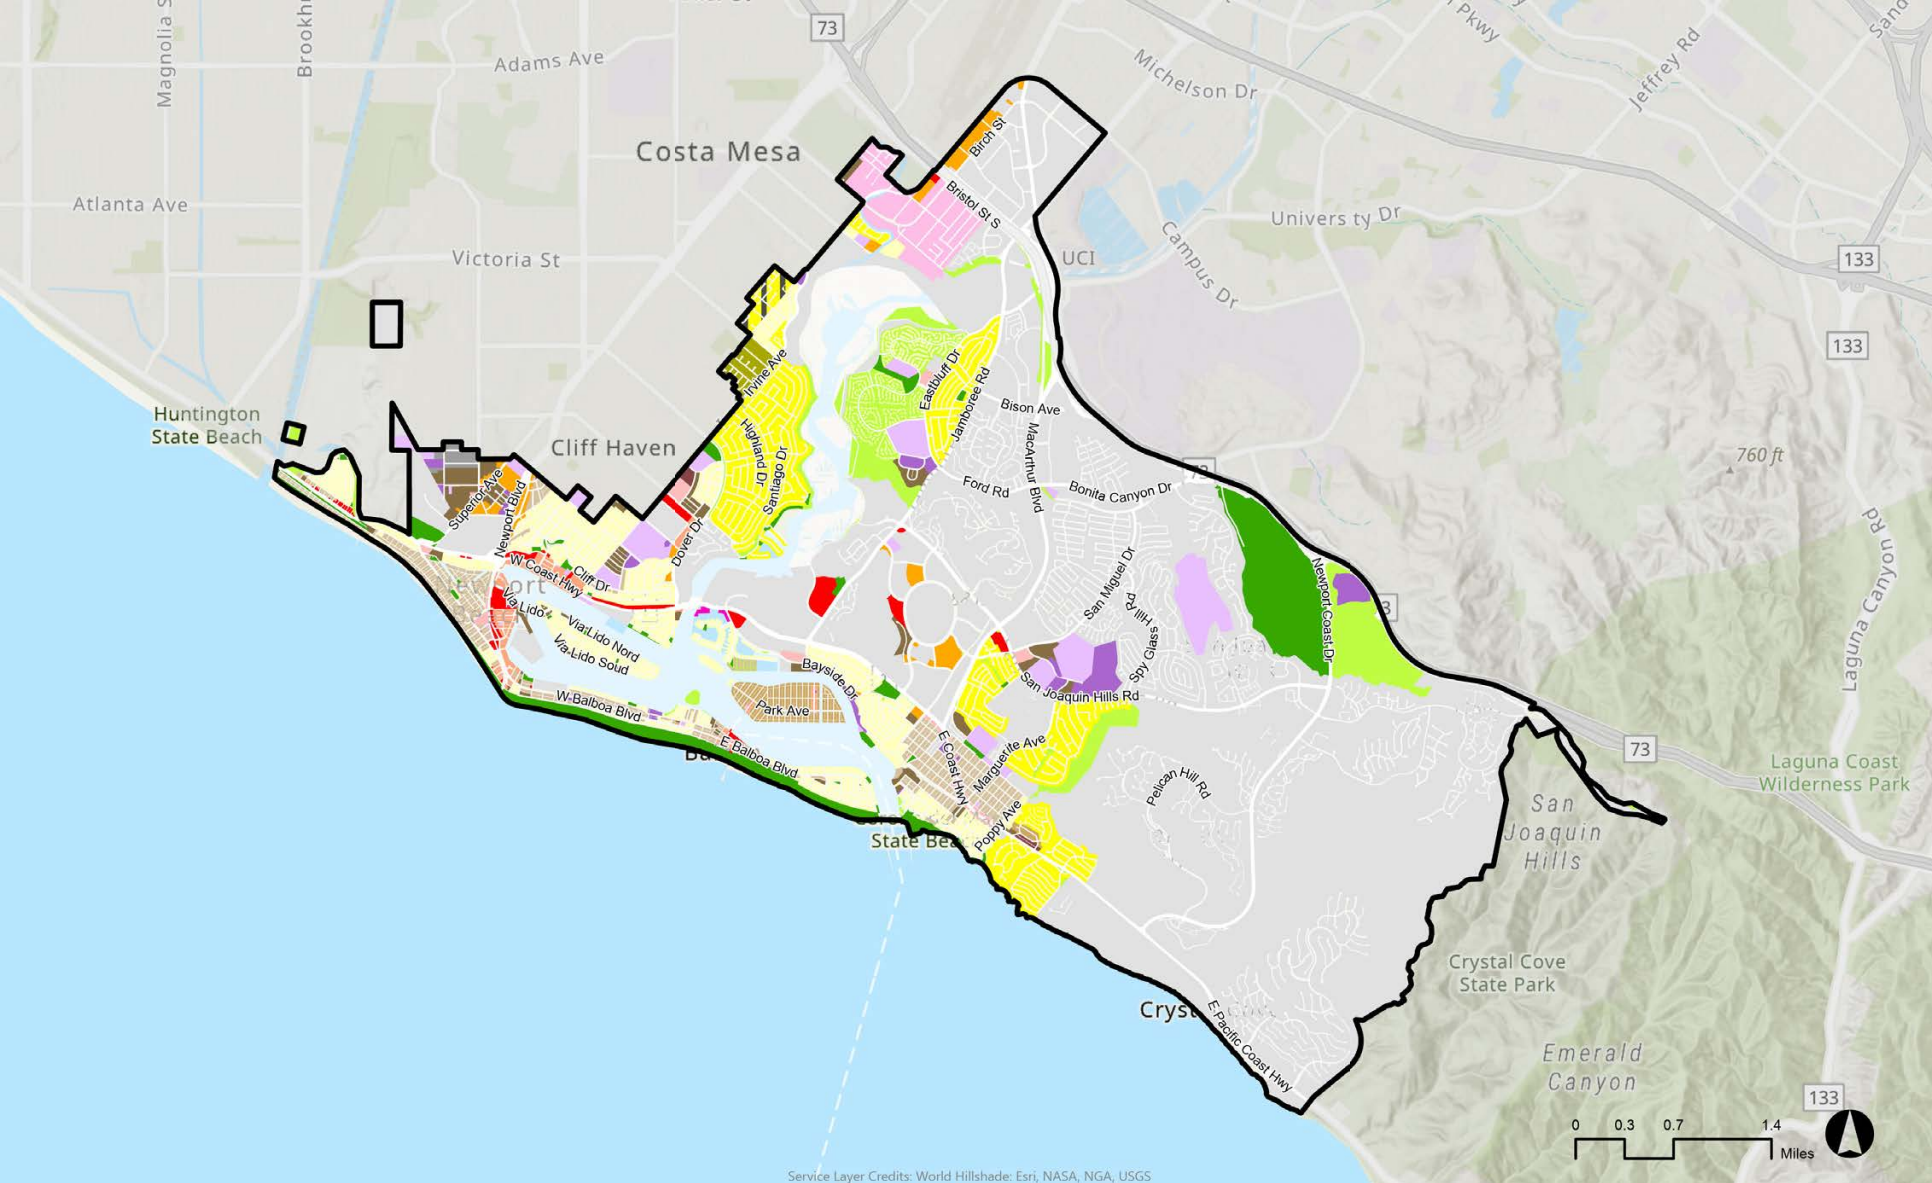 73
Michelson Dr
Pkwy
Jeffrey Rd
Magnolia S
Brookh
Adams Ave
Costa Mesa
Birch St
Atlanta Ave
Bristol St S
University Dr
Victoria St
UCI
Campus Dr
133
133
Irvine Ave
Eastbluff Dr
Jamboree Rd
Bison Ave
Huntington
State Beach
Cliff Haven
Highland Dr
Santiago Dr
MacArthur Blvd
760 ft
Superior Ave
Newport Blvd
Ford Rd
Bonita Canyon Dr
Dover Dr
W Coast Hwy
Cliff Dr
Via Lido
Via Lido Nord
Via Lido Soud
San Miguel Dr
Spy Glass
Hill Rd
Newport Coast Dr
Laguna Canyon Rd
Bayside Dr
San Joaquin Hills Rd
W Balboa Blvd
Park Ave
E Balboa Blvd
E Coast Hwy
Marguerite Ave
Pelican Hill Rd
Poppy Ave
State Bea
73
Laguna Coast
Wilderness Park
San
Joaquin
Hills
Crystal Cove
State Park
Cryst
E Pacific Coast Hwy
Emerald
Canyon
133
0 0.3 0.7 1.4
Miles
Service Layer Credits: World Hillshade: Esri, NASA, NGA, USGS